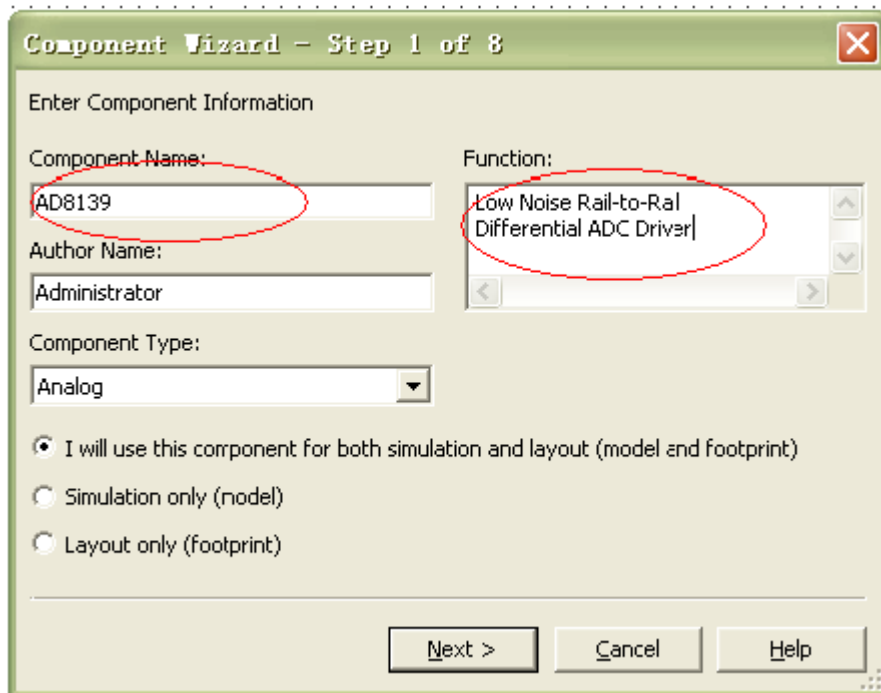 Component Wizard - Step 1 of 8
Enter Component Information
Component Name:
AD8139
Author Name:
Administrator
Component Type:
Analog
Function:
Low Noise Rail-to-Ral
Differential ADC Driver
I will use this component for both simulation and layout (model and footprint)
Simulation only (model)
Layout only (footprint)
Next >
Cancel
Help